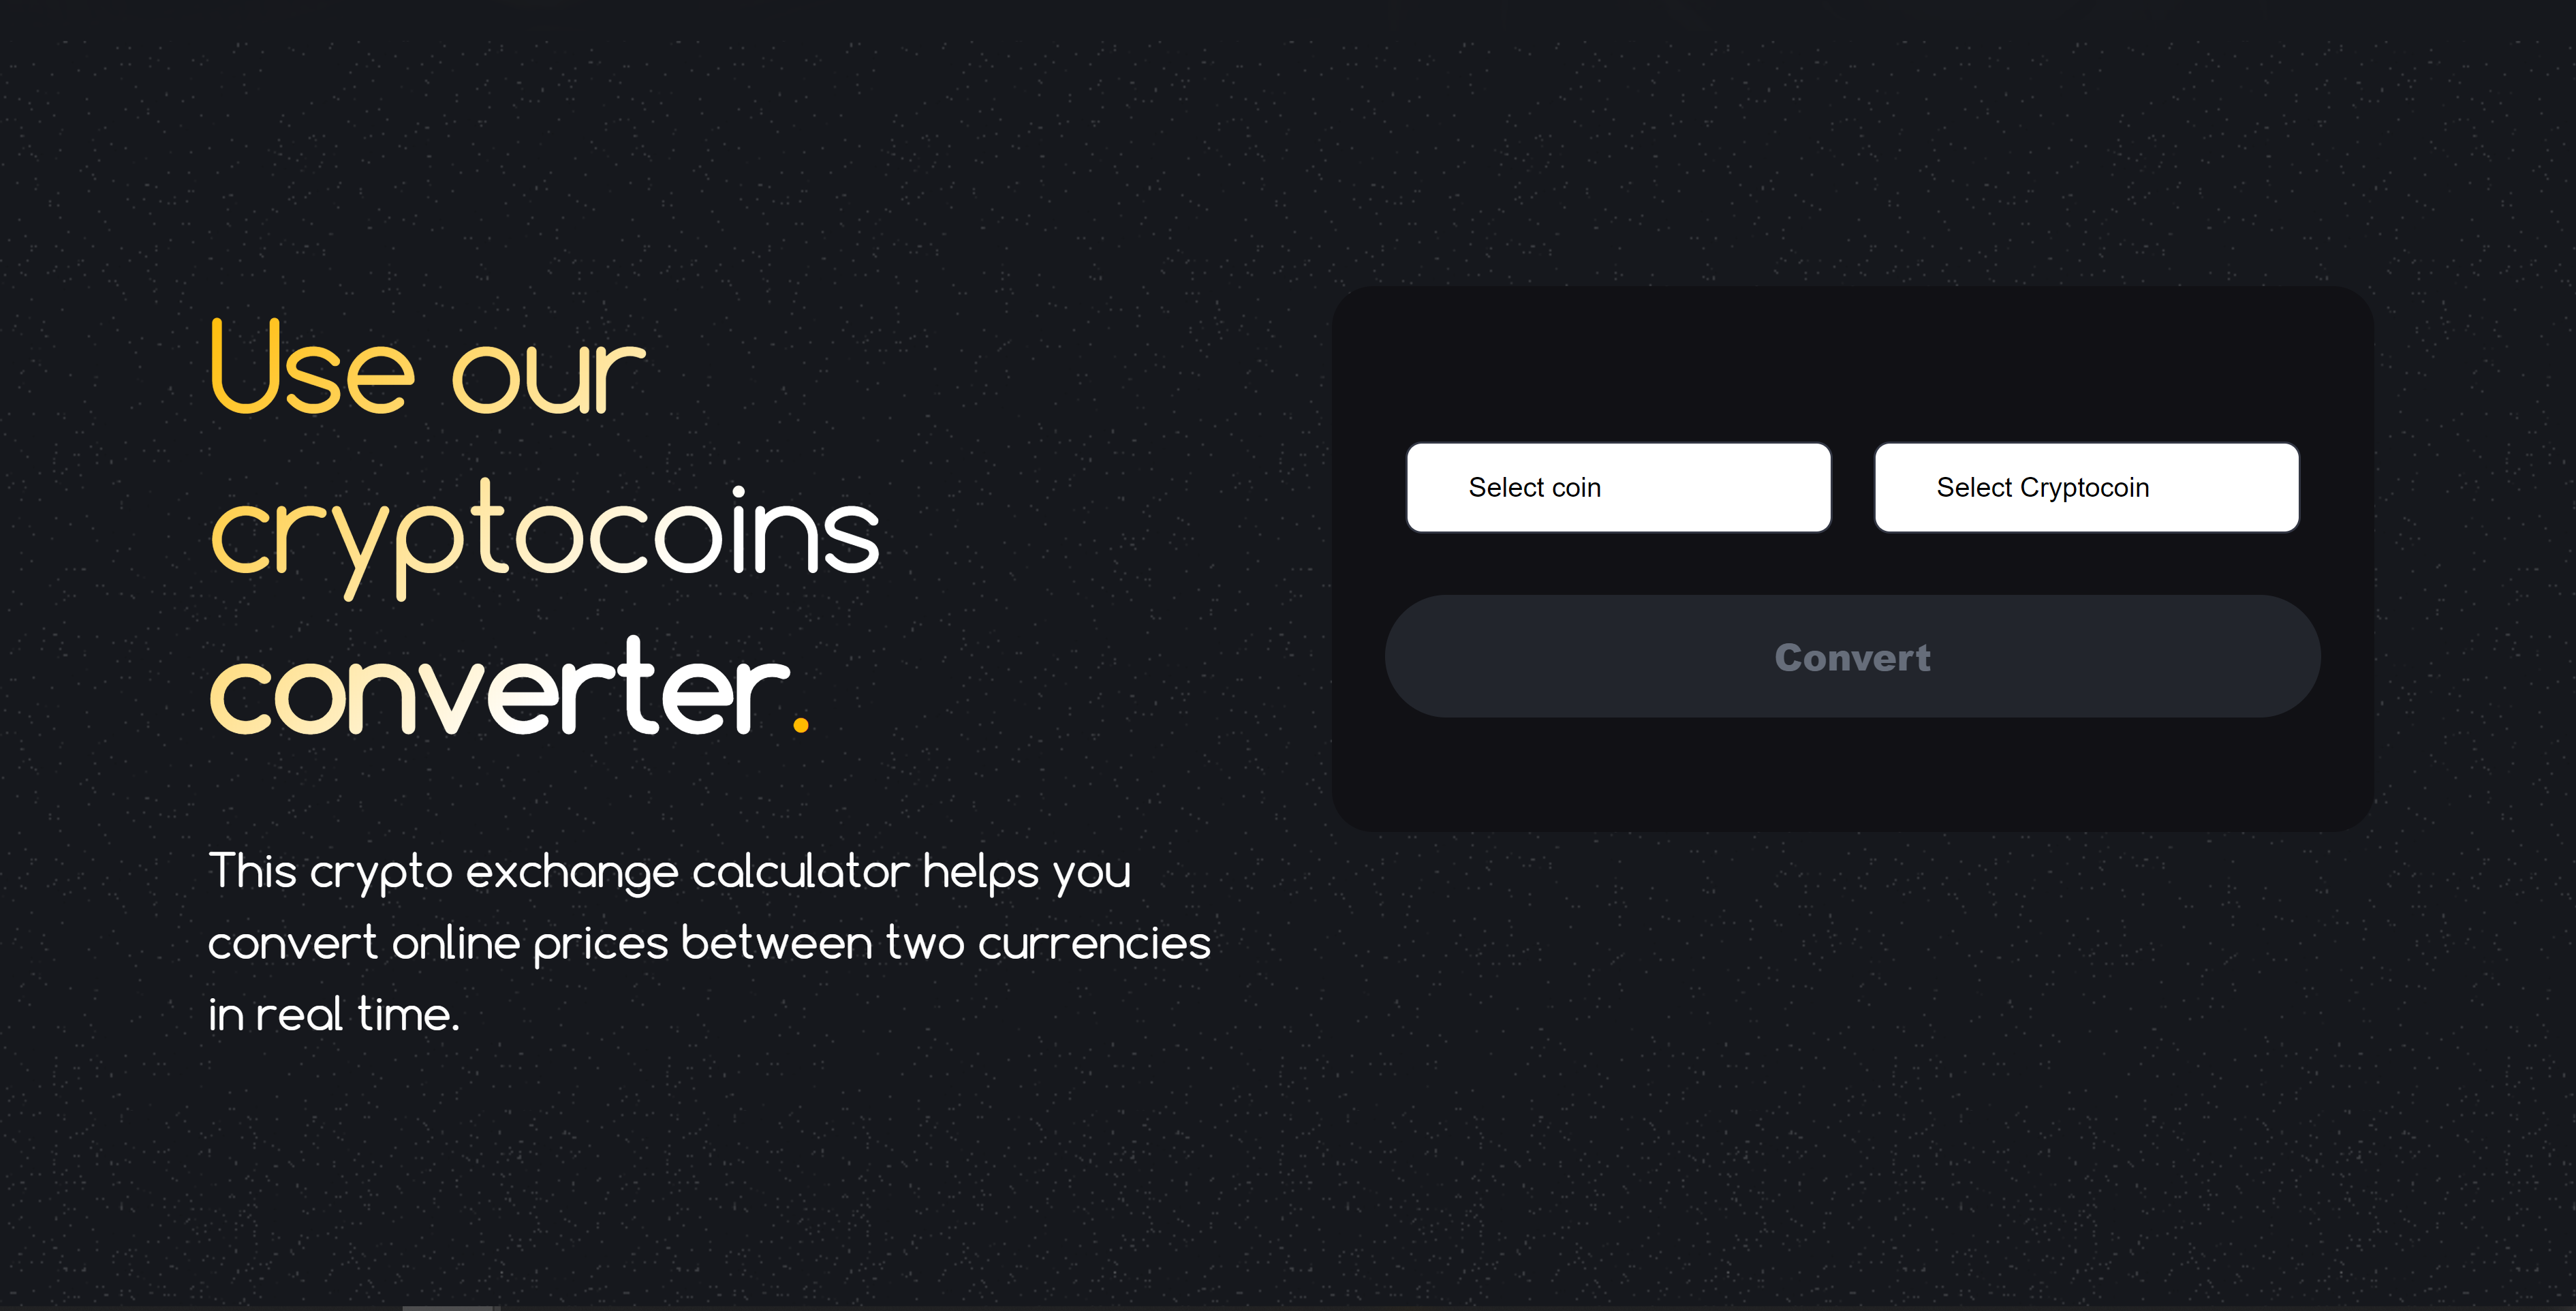 Use our
cryptocoins
converter.
This crypto exchange calculator helps you
convert online prices between two currencies
in real time.
Select coin
Select Cryptocoin
Convert